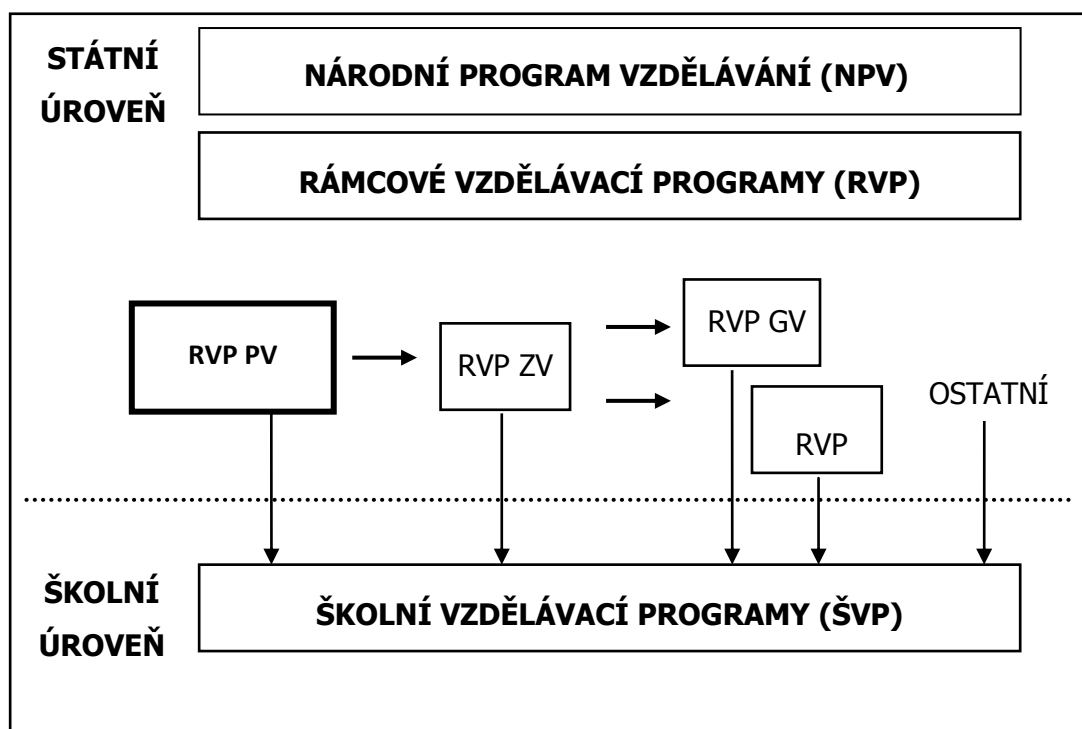 STÁTNÍ
ÚROVEŇ
NÁRODNÍ PROGRAM VZDĚLÁVÁNÍ (NPV)
RÁMCOVÉ VZDĚLÁVACÍ PROGRAMY (RVP)
RVP PV
RVP ZV
RVP GV
RVP
OSTATNÍ
ŠKOLNÍ
ÚROVEŇ
ŠKOLNÍ VZDĚLÁVACÍ PROGRAMY (ŠVP)